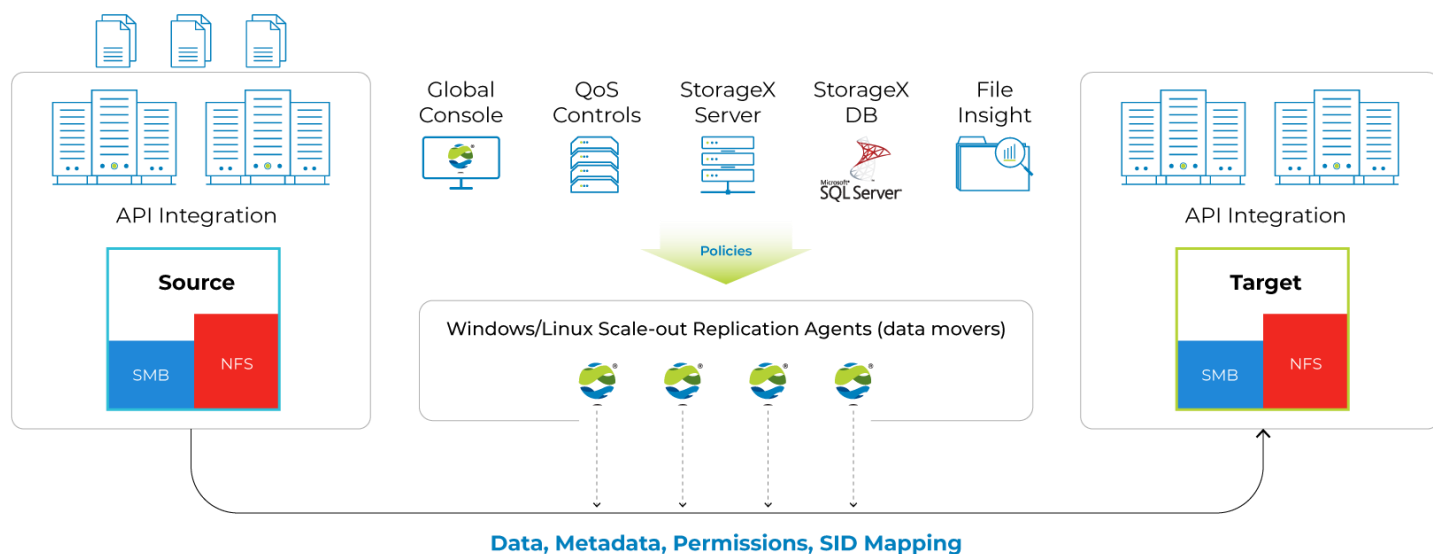 API Integration
Source
SMB
NFS
Global
Console
QoS
Controls
StorageX
Server
StorageX
DB
Microsoft®
SQL Server
File
Insight
Policies
Windows/Linux Scale-out Replication Agents (data movers)
API Integration
Target
SMB
NFS
Data, Metadata, Permissions, SID Mapping